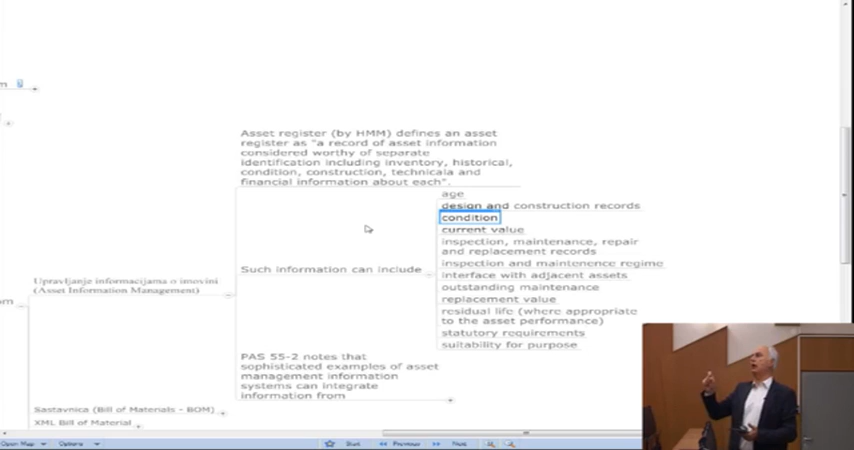 Asset register (by HMM) defines an asset
register as "a record of asset information
considered worthy of separate
identification including inventory, historical,
condition, construction, technicala and
financial information about each".
age
design and construction records
condition
current value
inspection, maintenance, repair
and replacement records
inspection and maintenence regime
Such information can include
interface with adjacent assets
outstanding maintenance
replacement value
residual life (where appropriate
to the asset performance)
statutory requirements
suitability for purpose
Upravljanje informacijama o imovini
(Asset Information Management)
PAS 55-2 notes that
sophisticated examples of asset
management information
systems can integrate
information from
Sastavnica (Bill of Materials - BOM)
XML Bill of Material
Open Map Options Start Previous Next